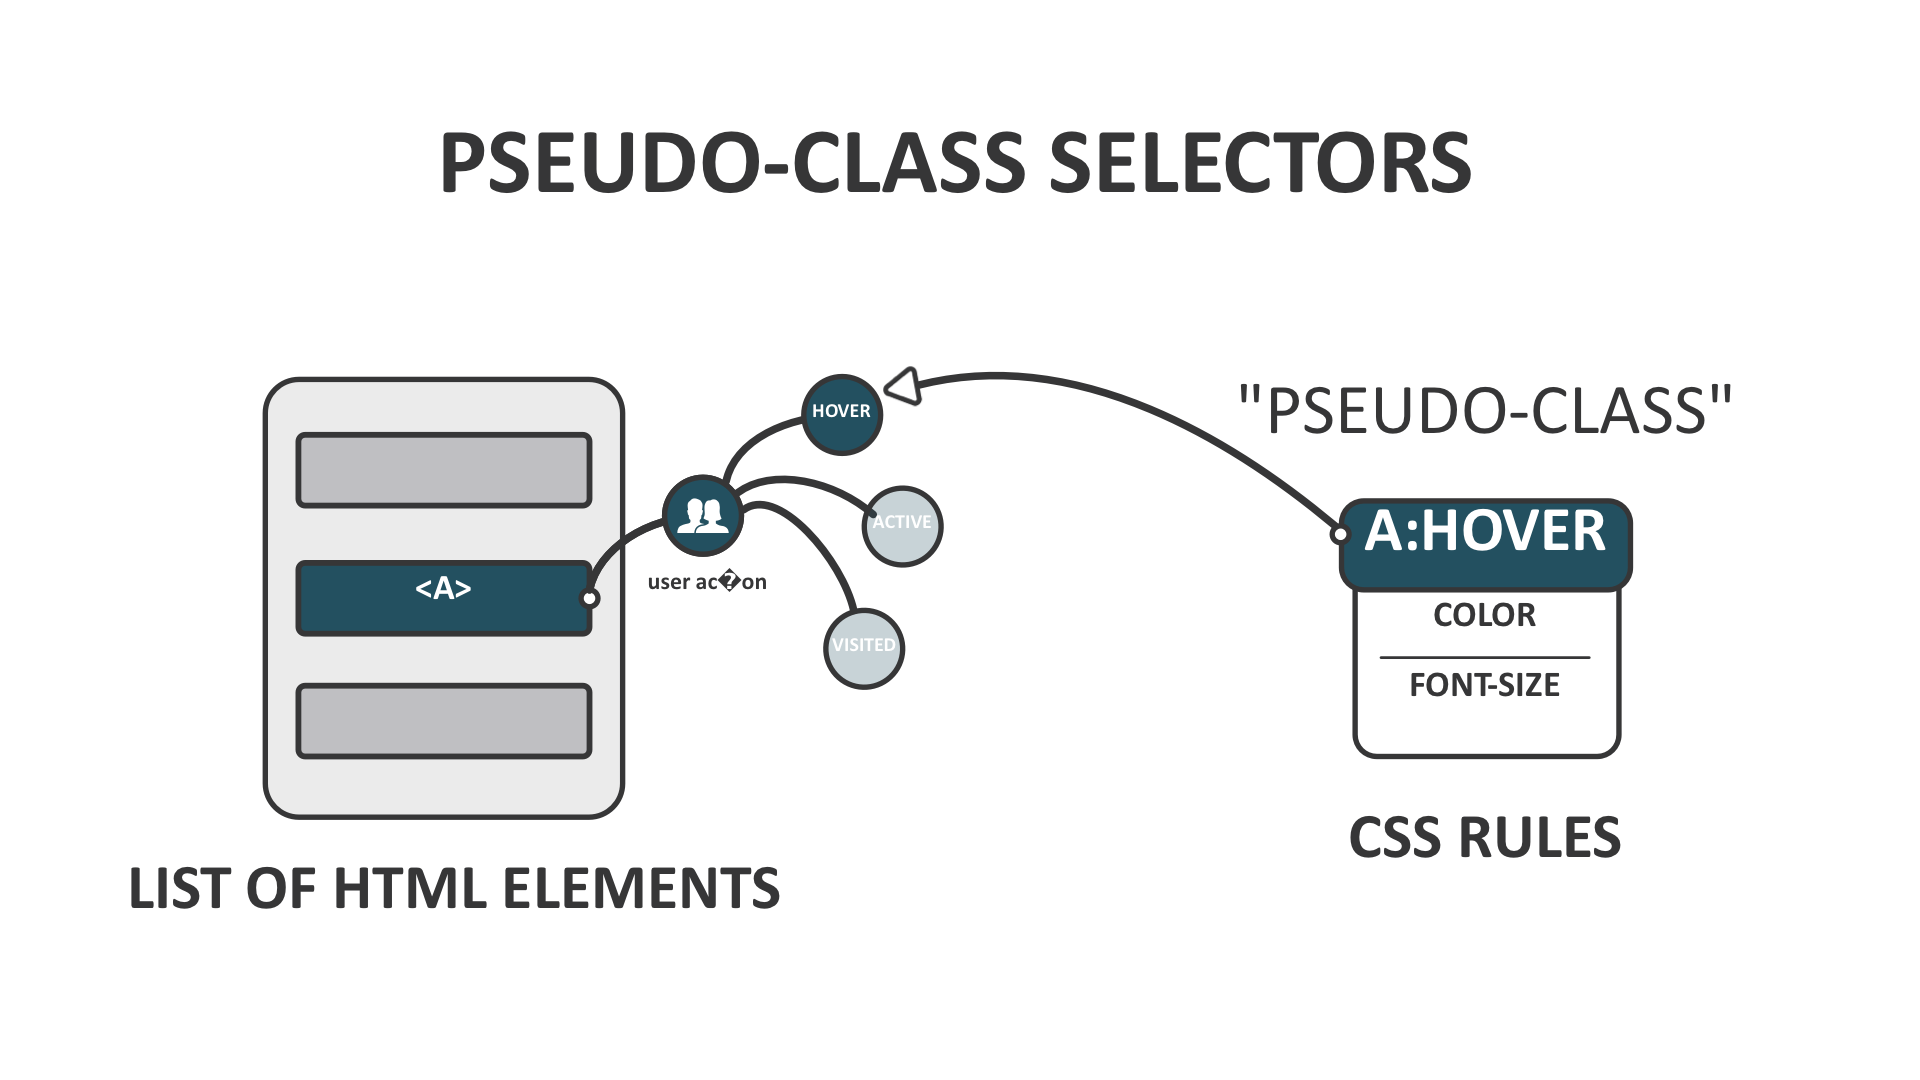 PSEUDO-CLASS SELECTORS
HOVER
"PSEUDO-CLASS"
ACTIVE
A:HOVER
<A>
user ac�on
COLOR
VISITED
FONT-SIZE
CSS RULES
LIST OF HTML ELEMENTS